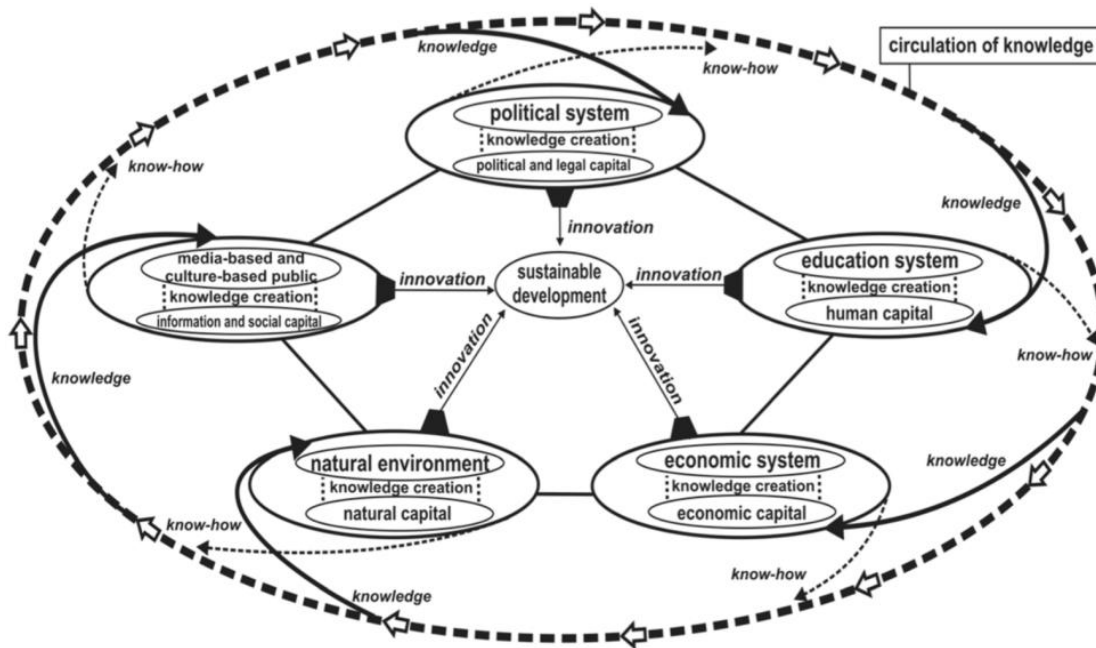 knowledge
circulation of knowledge
know-how
political system
knowledge creation
political and legal capital
know-how
knowledge
innovation
media-based and
culture-based public
knowledge creation
information and social capital
innovation
sustainable
development
innovation
education system
knowledge creation
human capital
know-how
knowledge
innovation
innovation
knowledge
natural environment
knowledge creation
natural capital
economic system
knowledge creation
economic capital
know-how
know-how
knowledge